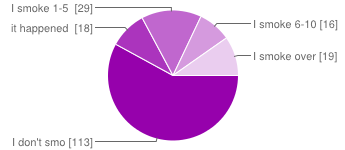 I smoke 1-5 [29]
it happened [18]
I smoke 6-10 [16]
I smoke over [19]
I don't smo [113]